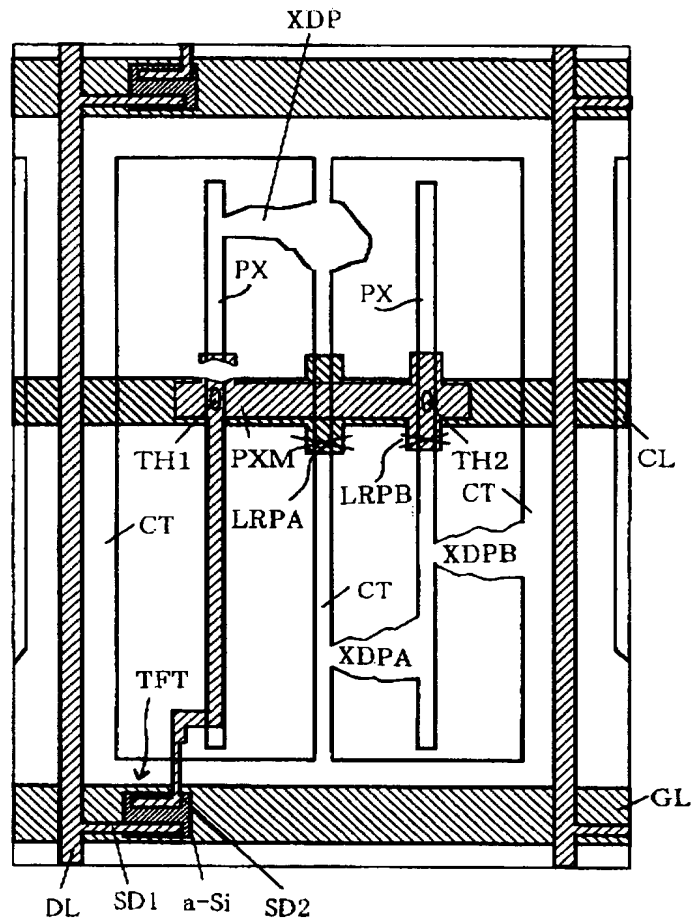 XDP
PX
PX
TH1
PXM
TH2
CL
LRPA
LRPB
CT
CT
XDPB
CT
XDPA
TFT
GL
DL
SD1
a-Si
SD2